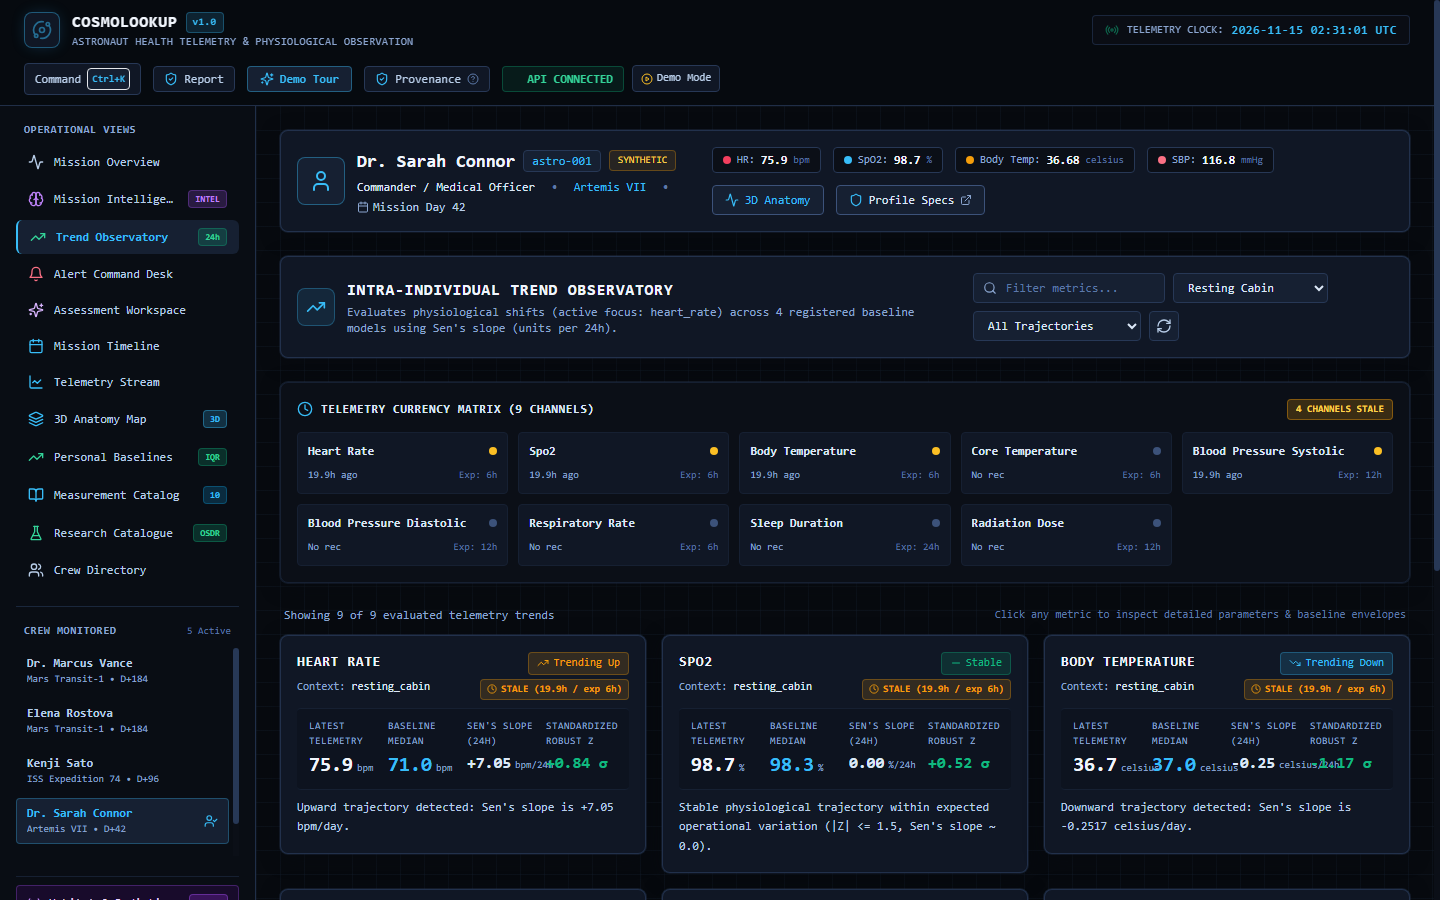 COSMOLOOKUP v1.0
ASTRONAUT HEALTH TELEMETRY & PHYSIOLOGICAL OBSERVATION
TELEMETRY CLOCK: 2026-11-15 02:31:01 UTC
Command Ctrl+K
Report
Demo Tour
Provenance
API CONNECTED
Demo Mode
OPERATIONAL VIEWS
Mission Overview
Mission Intellige… INTEL
Trend Observatory 24h
Alert Command Desk
Assessment Workspace
Mission Timeline
Telemetry Stream
3D Anatomy Map 3D
Personal Baselines IQR
Measurement Catalog 10
Research Catalogue OSDR
Crew Directory
CREW MONITORED 5 Active
Dr. Marcus Vance
Mars Transit-1 • D+184
Elena Rostova
Mars Transit-1 • D+184
Kenji Sato
ISS Expedition 74 • D+96
Dr. Sarah Connor
Artemis VII • D+42
Dr. Sarah Connor astro-001 SYNTHETIC
Commander / Medical Officer • Artemis VII •
Mission Day 42
HR: 75.9 bpm
SpO2: 98.7 %
Body Temp: 36.68 celsius
SBP: 116.8 mmHg
3D Anatomy
Profile Specs
INTRA-INDIVIDUAL TREND OBSERVATORY
Evaluates physiological shifts (active focus: heart_rate) across 4 registered baseline
models using Sen's slope (units per 24h).
Filter metrics...
Resting Cabin
All Trajectories
TELEMETRY CURRENCY MATRIX (9 CHANNELS)
4 CHANNELS STALE
Heart Rate
19.9h ago Exp: 6h
Spo2
19.9h ago Exp: 6h
Body Temperature
19.9h ago Exp: 6h
Core Temperature
No rec Exp: 6h
Blood Pressure Systolic
19.9h ago Exp: 12h
Blood Pressure Diastolic
No rec Exp: 12h
Respiratory Rate
No rec Exp: 6h
Sleep Duration
No rec Exp: 24h
Radiation Dose
No rec Exp: 12h
Showing 9 of 9 evaluated telemetry trends
Click any metric to inspect detailed parameters & baseline envelopes
HEART RATE Trending Up
Context: resting_cabin STALE (19.9h / exp 6h)
LATEST TELEMETRY
BASELINE MEDIAN
SEN'S SLOPE (24H)
STANDARDIZED ROBUST Z
75.9 bpm 71.0 bpm +7.05 bpm/24h +0.84 σ
Upward trajectory detected: Sen's slope is +7.05
bpm/day.
SPO2 Stable
Context: resting_cabin STALE (19.9h / exp 6h)
LATEST TELEMETRY
BASELINE MEDIAN
SEN'S SLOPE (24H)
STANDARDIZED ROBUST Z
98.7 % 98.3 % 0.00 %/24h +0.52 σ
Stable physiological trajectory within expected
operational variation (|Z| <= 1.5, Sen's slope ~
0.0).
BODY TEMPERATURE Trending Down
Context: resting_cabin STALE (19.9h / exp 6h)
LATEST TELEMETRY
BASELINE MEDIAN
SEN'S SLOPE (24H)
STANDARDIZED ROBUST Z
36.7 celsius 37.0 celsius -0.25 celsius/24h -1.17 σ
Downward trajectory detected: Sen's slope is
-0.2517 celsius/day.